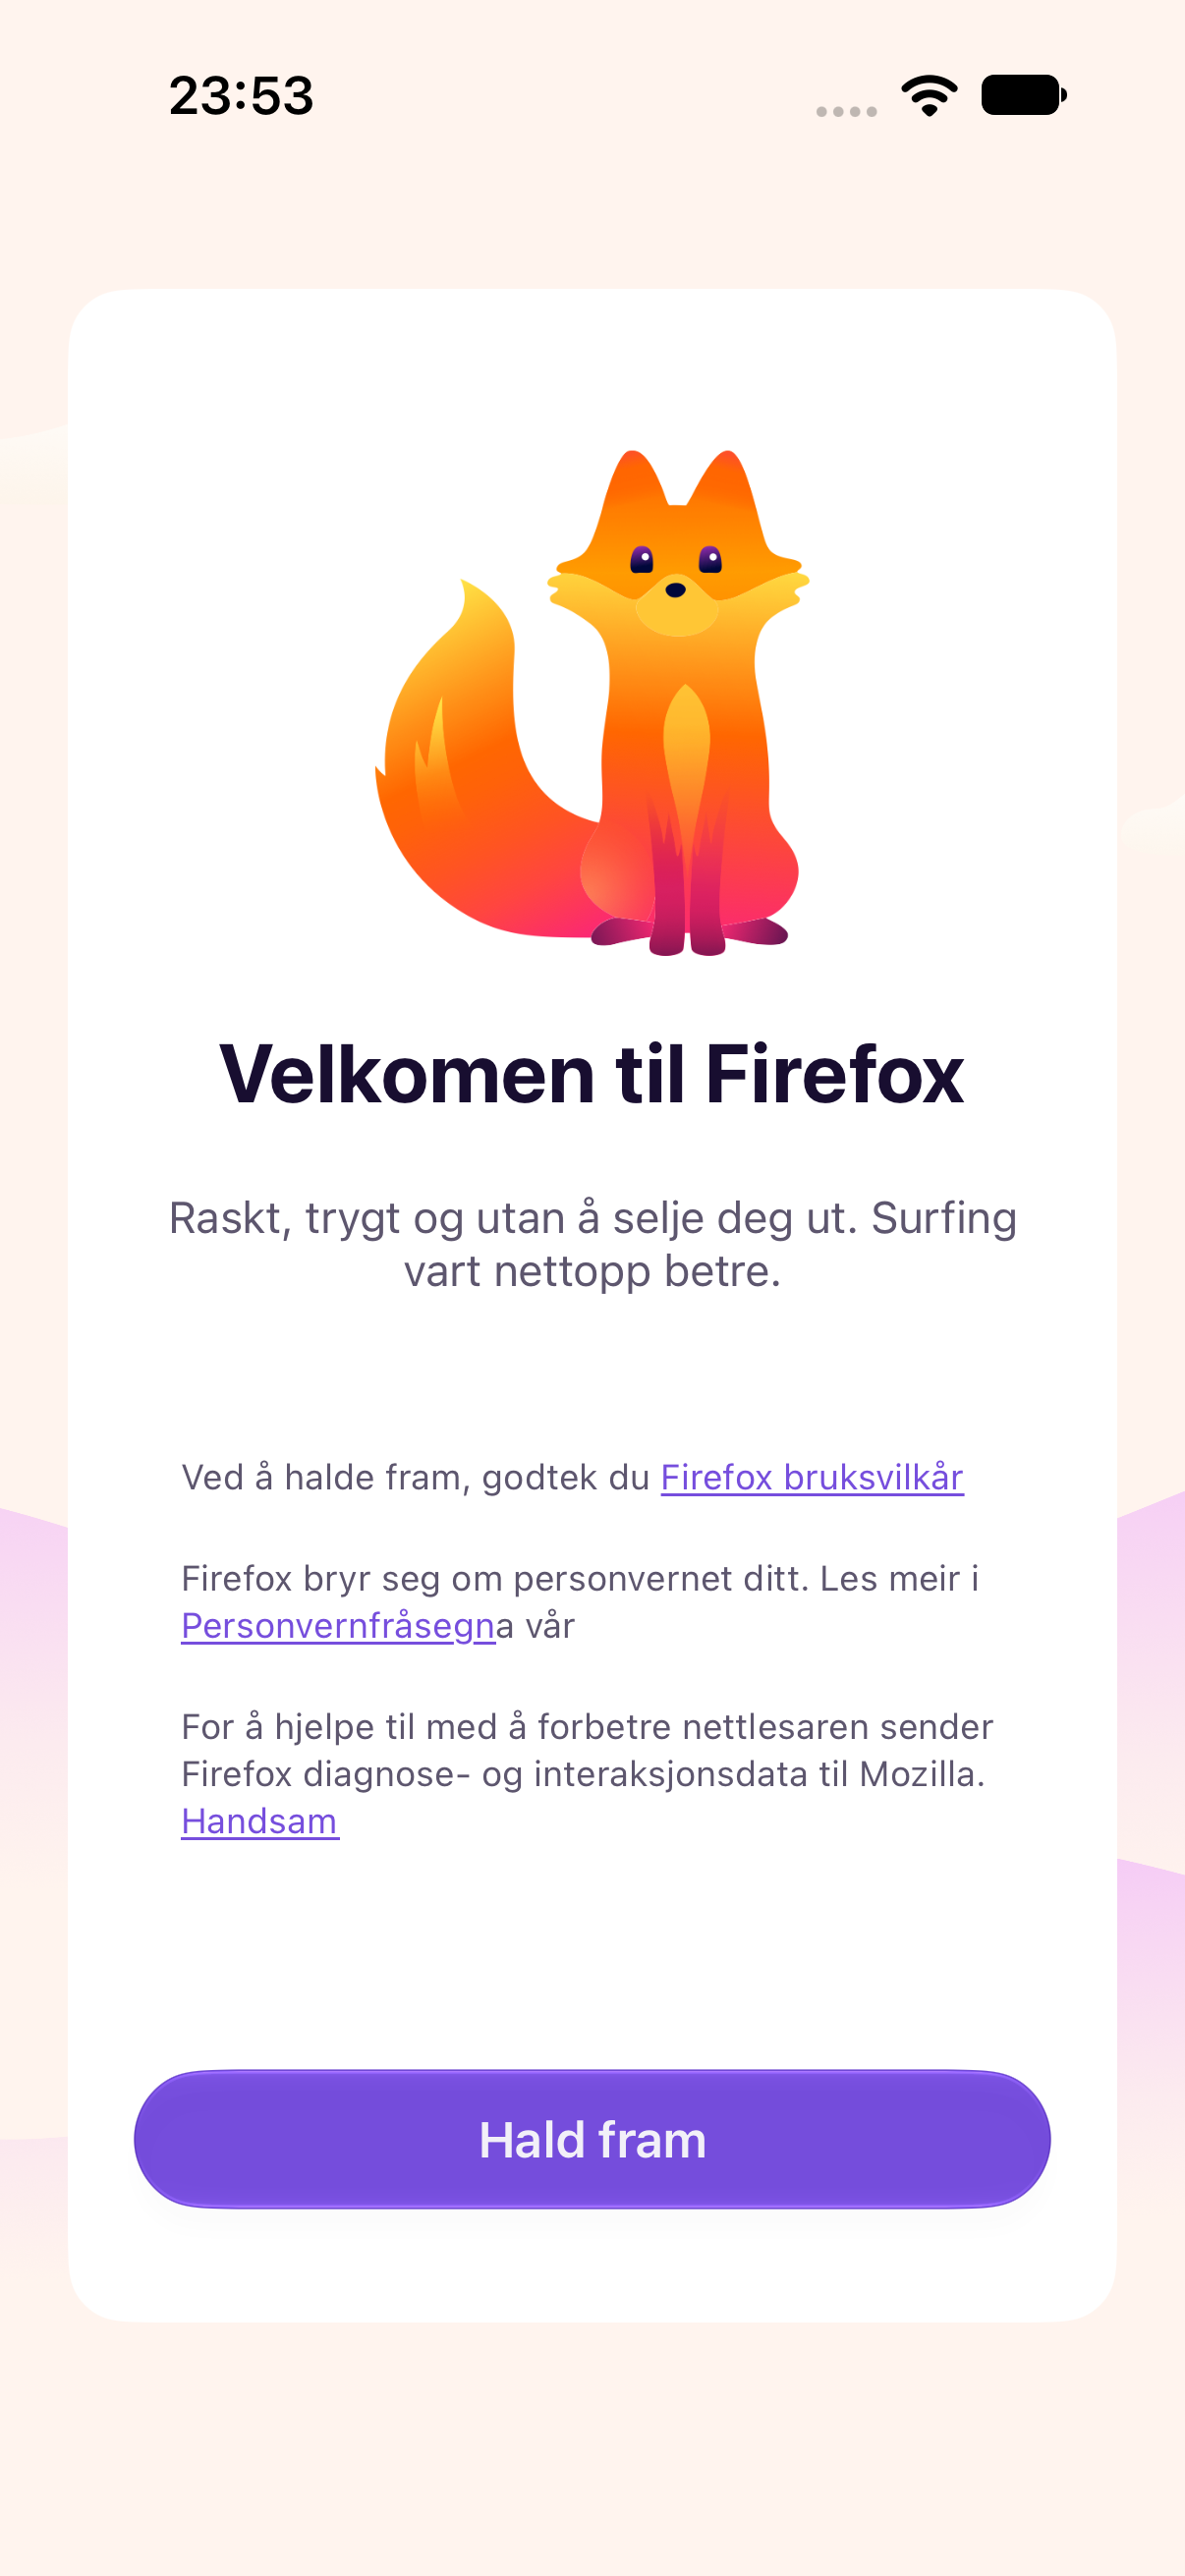 23:53
Velkomen til Firefox
Raskt, trygt og utan å selje deg ut. Surfing
vart nettopp betre.
Ved å halde fram, godtek du Firefox bruksvilkår
Firefox bryr seg om personvernet ditt. Les meir i
Personvernfråsegna vår
For å hjelpe til med å forbetre nettlesaren sender
Firefox diagnose- og interaksjonsdata til Mozilla.
Handsam
Hald fram